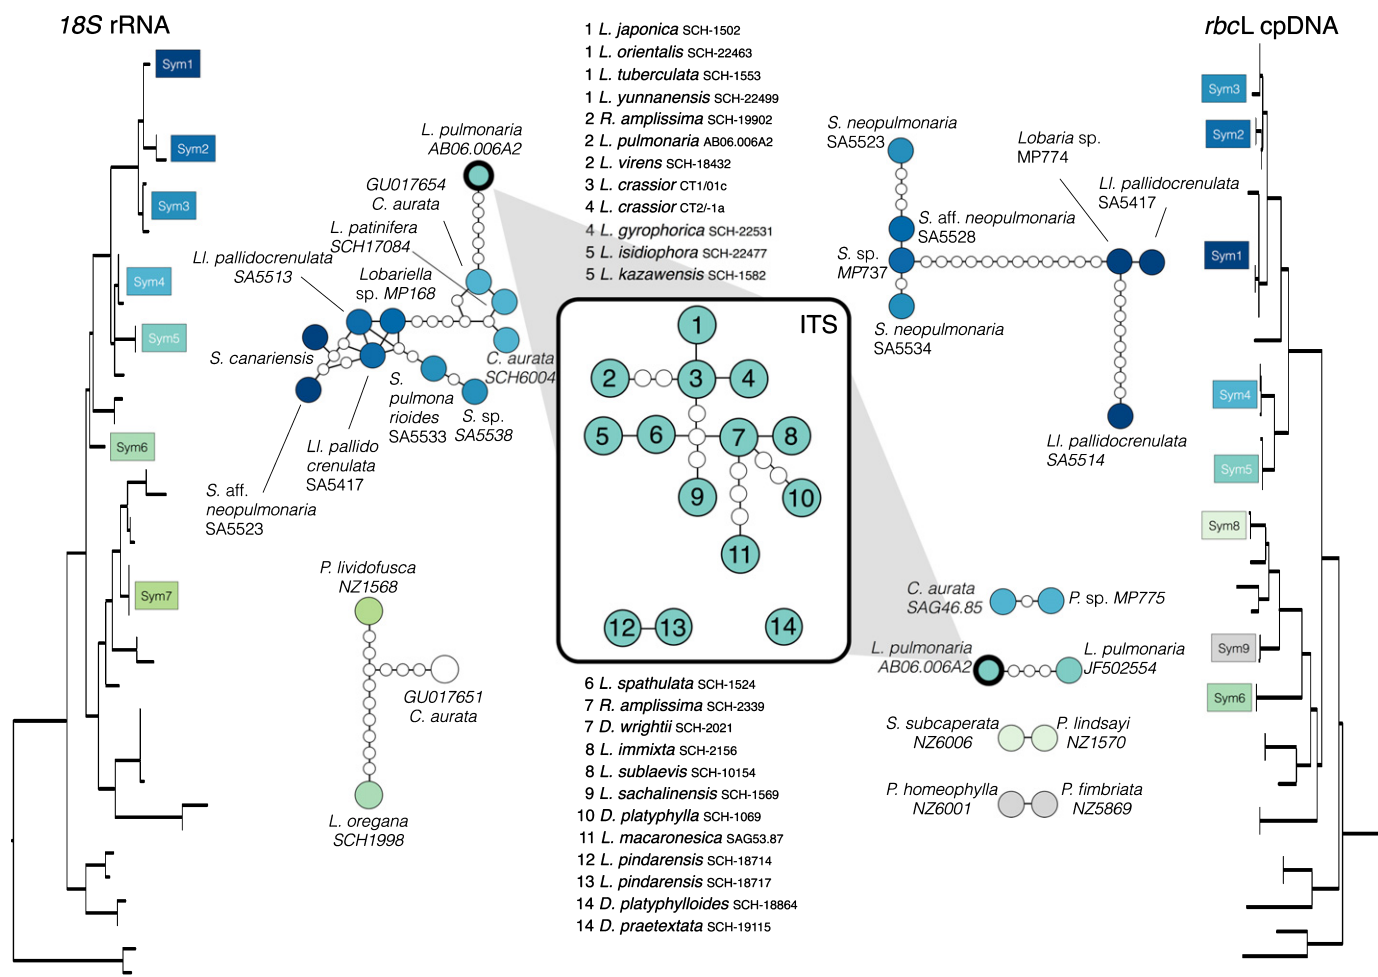 18S rRNA
Sym1
Sym2
Sym3
Sym4
Sym5
Sym6
Sym7
L. pulmonaria
AB06.006A2
GU017654
C. aurata
L. patinifera
SCH17084
Ll. pallidocrenulata
SA5513
Lobariella
sp. MP168
S. canariensis
C. aurata
SCH6004
S.
pulmona
rioides
SA5533
S. sp.
SA5538
Ll. pallido
crenulata
SA5417
S. aff.
neopulmonaria
SA5523
P. lividofusca
NZ1568
GU017651
C. aurata
L. oregana
SCH1998
1 L. japonica SCH-1502
1 L. orientalis SCH-22463
1 L. tuberculata SCH-1553
1 L. yunnanensis SCH-22499
2 R. amplissima SCH-19902
2 L. pulmonaria AB06.006A2
2 L. virens SCH-18432
3 L. crassior CT1/01c
4 L. crassior CT2/-1a
4 L. gyrophorica SCH-22531
5 L. isidiophora SCH-22477
5 L. kazawensis SCH-1582
ITS
1
2
3
4
5
6
7
8
9
10
11
12
13
14
6 L. spathulata SCH-1524
7 R. amplissima SCH-2339
7 D. wrightii SCH-2021
8 L. immixta SCH-2156
8 L. sublaevis SCH-10154
9 L. sachalinensis SCH-1569
10 D. platyphylla SCH-1069
11 L. macaronesica SAG53.87
12 L. pindarensis SCH-18714
13 L. pindarensis SCH-18717
14 D. platyphylloides SCH-18864
14 D. praetextata SCH-19115
S. neopulmonaria
SA5523
S. aff. neopulmonaria
SA5528
S. sp.
MP737
S. neopulmonaria
SA5534
Lobaria sp.
MP774
Ll. pallidocrenulata
SA5417
Ll. pallidocrenulata
SA5514
C. aurata
SAG46.85
P. sp. MP775
L. pulmonaria
AB06.006A2
L. pulmonaria
JF502554
S. subcaperata
NZ6006
P. lindsayi
NZ1570
P. homeophylla
NZ6001
P. fimbriata
NZ5869
rbcL cpDNA
Sym3
Sym2
Sym1
Sym4
Sym5
Sym8
Sym9
Sym6